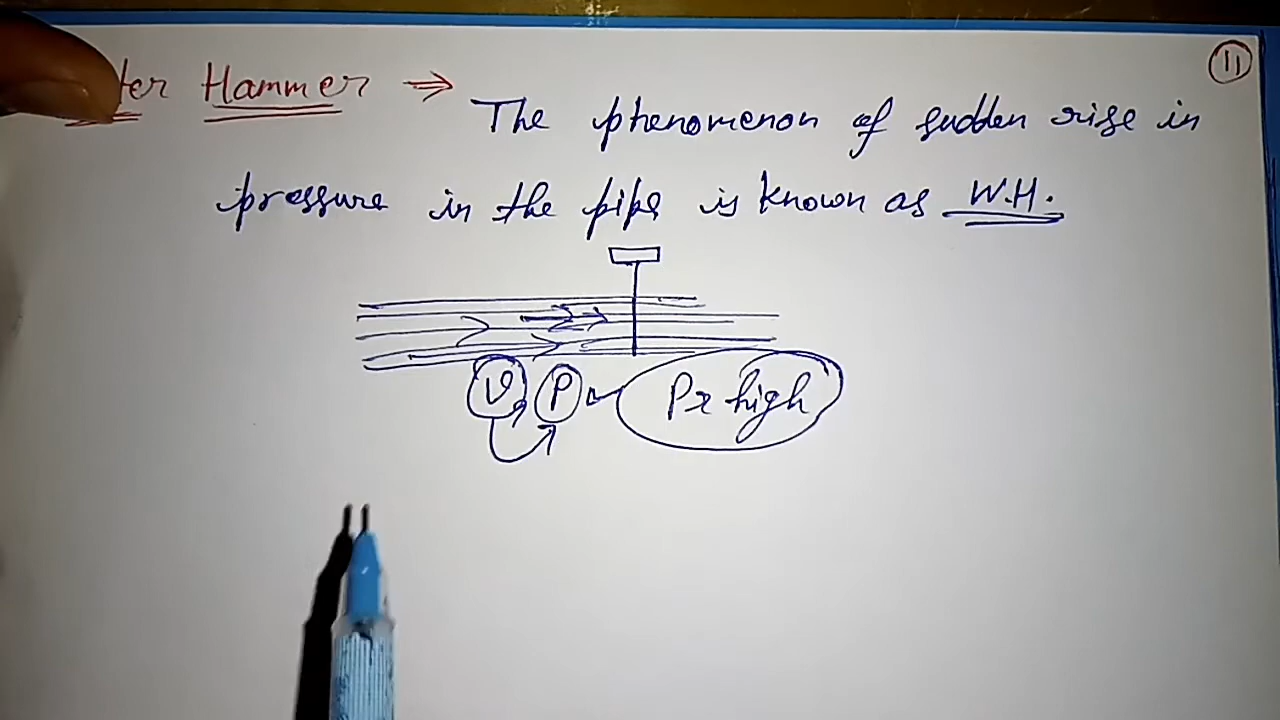 ter Hammer ⇒ The phenomenon of sudden rise in
pressure in the pipe is known as W.H.
V P Pr high
11